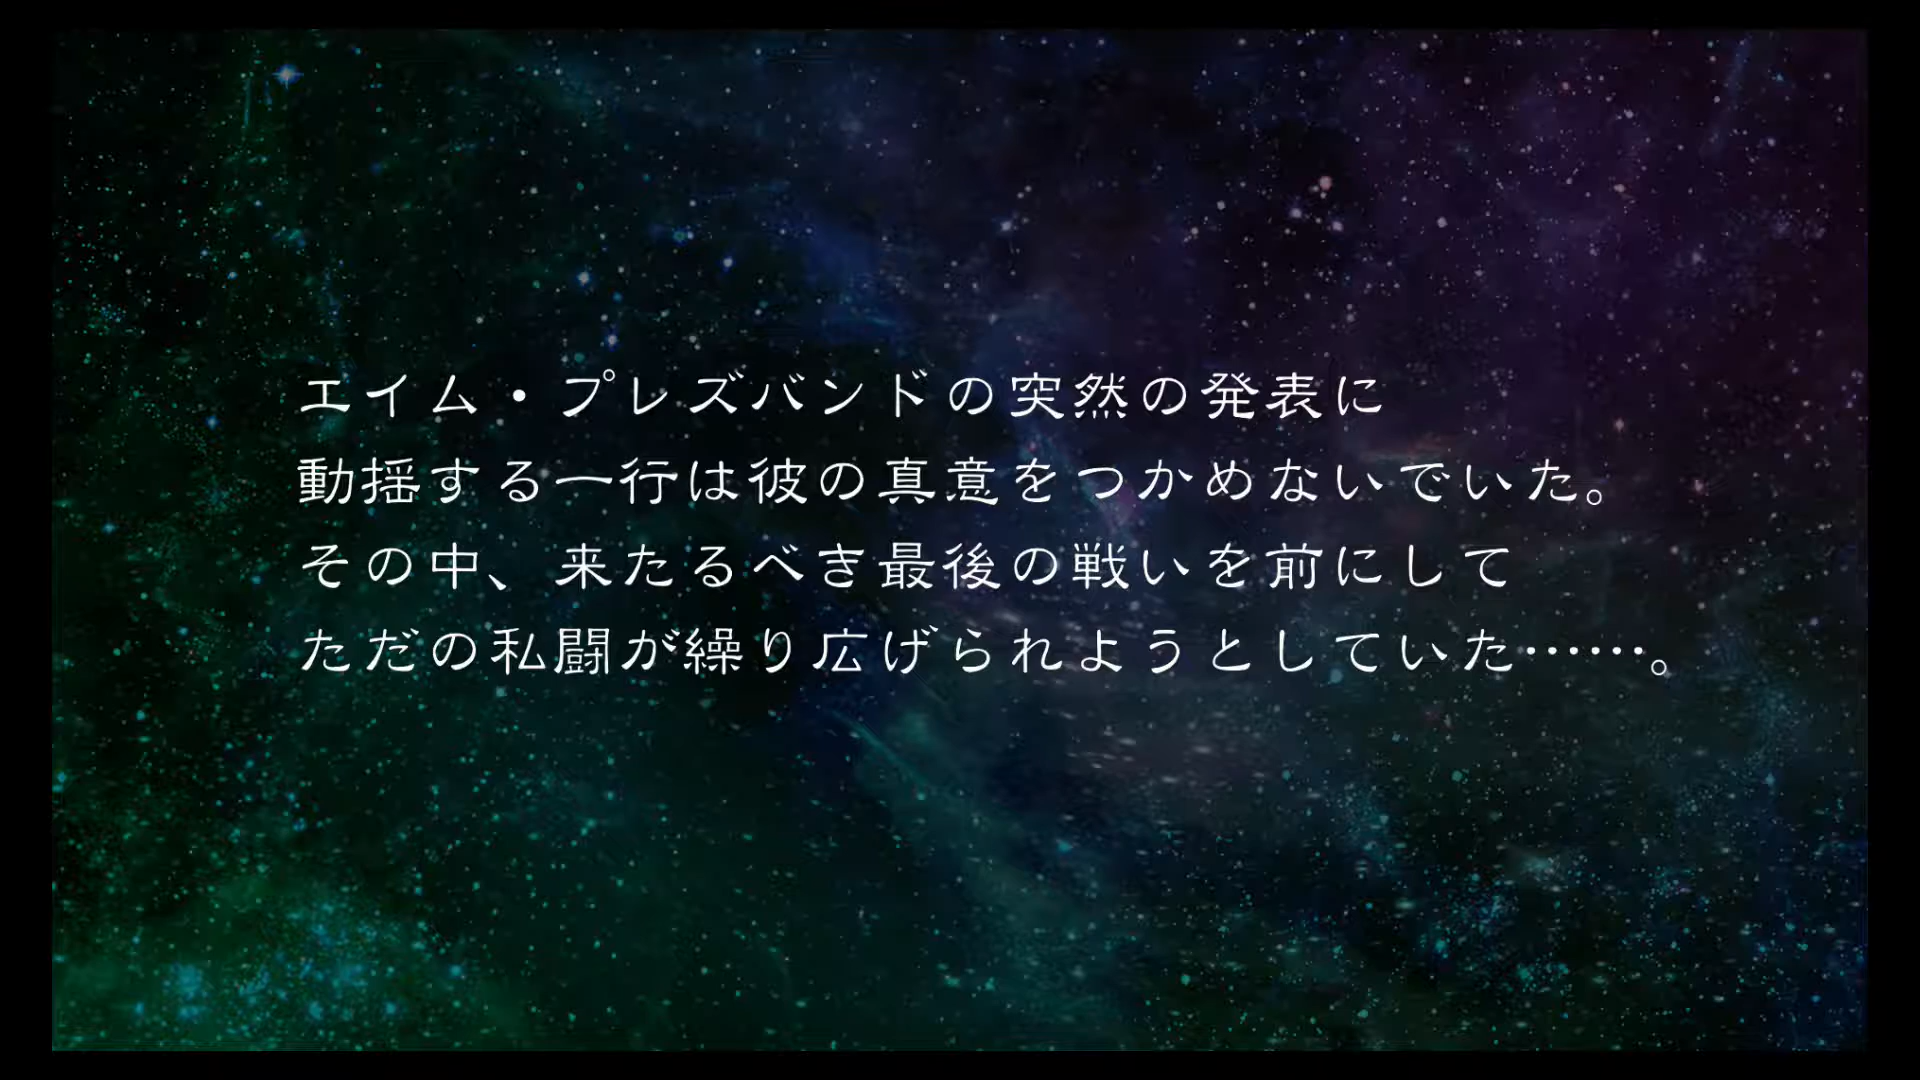 エイム・プレズバンドの突然の発表に
動揺する一行は彼の真意をつかめないでいた。
その中、来たるべき最後の戦いを前にして
ただの私闘が繰り広げられようとしていた……。